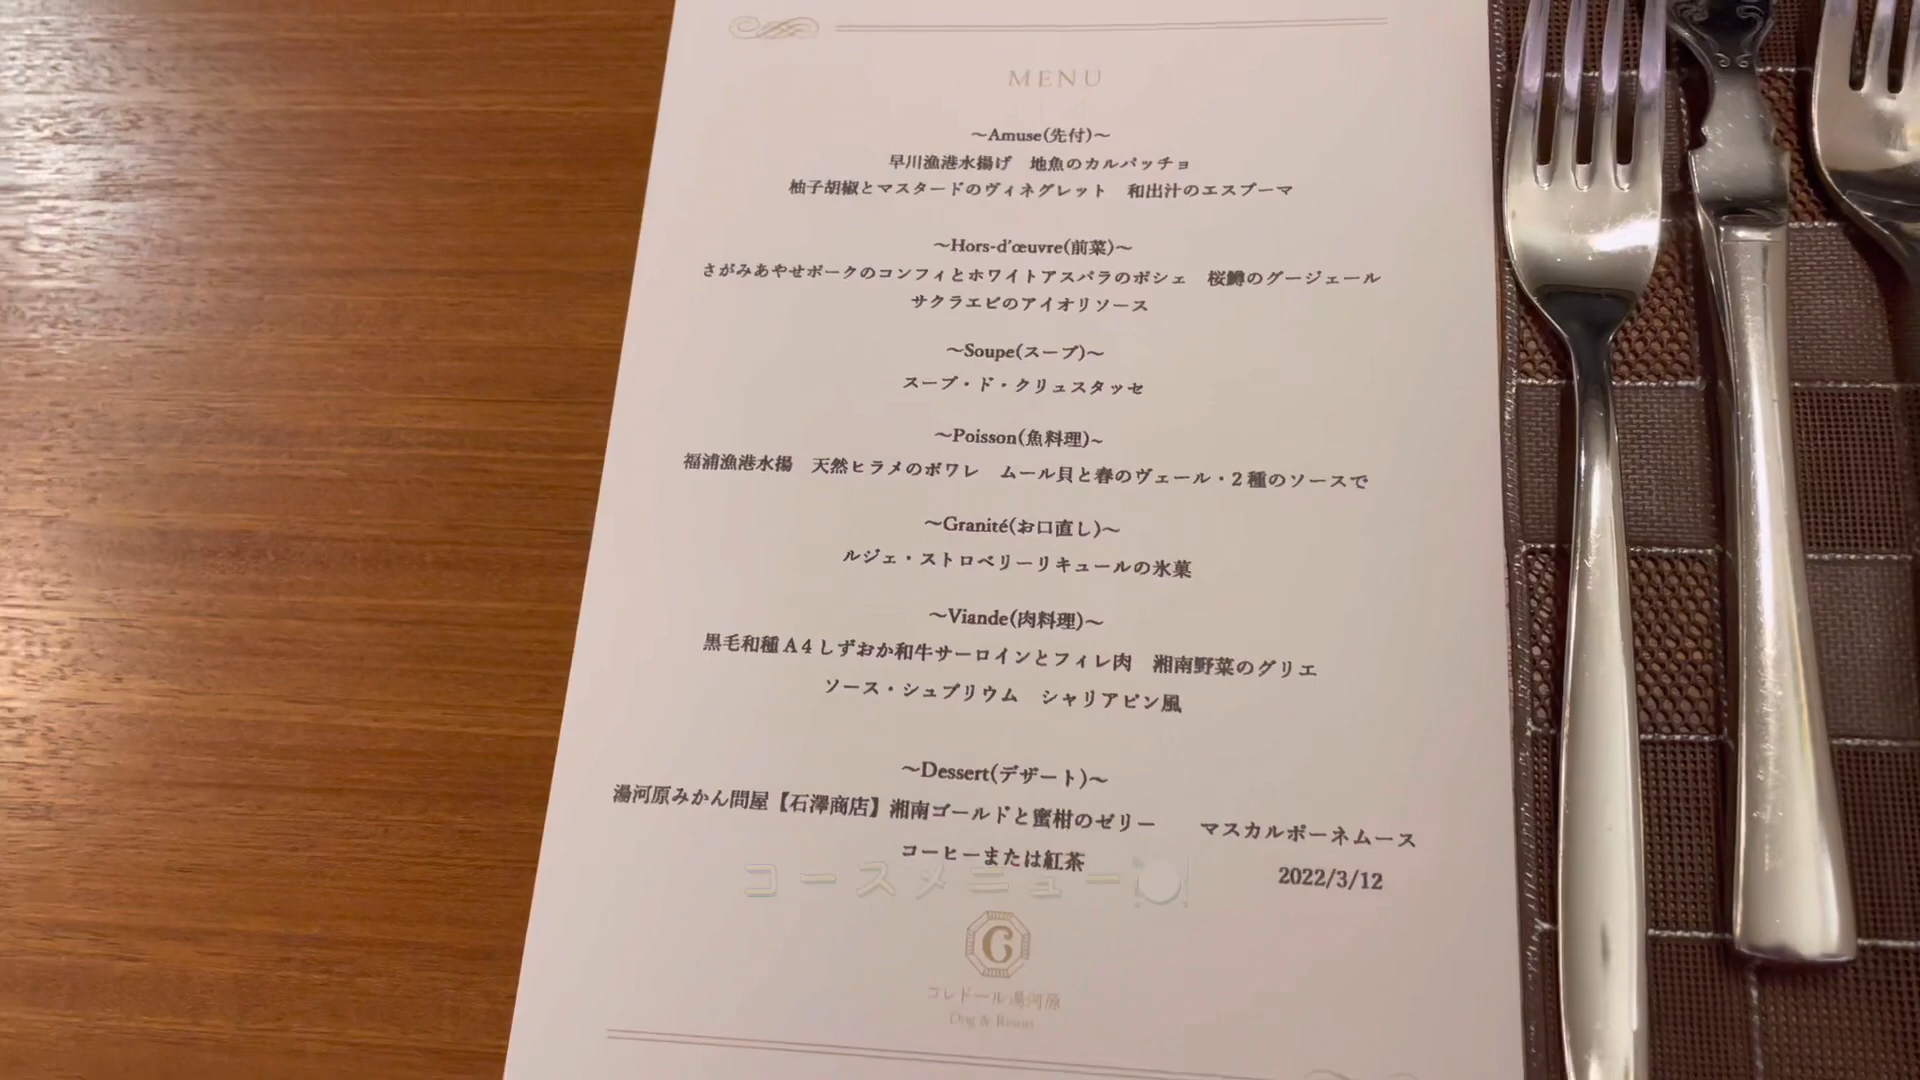 MENU
～Amuse(先付)～
早川漁港水揚げ　地魚のカルパッチョ
柚子胡椒とマスタードのヴィネグレット　和出汁のエスプーマ
～Hors-d'œuvre(前菜)～
さがみあやせポークのコンフィとホワイトアスパラのポシェ　桜鱒のグージェール
サクラエビのアイオリソース
～Soupe(スープ)～
スープ・ド・クリュスタッセ
～Poisson(魚料理)~
福浦漁港水揚　天然ヒラメのポワレ　ムール貝と春のヴェール・2種のソースで
～Granité(お口直し)～
ルジェ・ストロベリーリキュールの氷菓
～Viande(肉料理)～
黒毛和種A4しずおか和牛サーロインとフィレ肉　湘南野菜のグリエ
ソース・シュプリウム　シャリアピン風
～Dessert(デザート)～
湯河原みかん問屋【石澤商店】湘南ゴールドと蜜柑のゼリー　マスカルポーネムース
コーヒーまたは紅茶
2022/3/12
コースメニュー🍽
G
コレドール湯河原
Dog & Resort